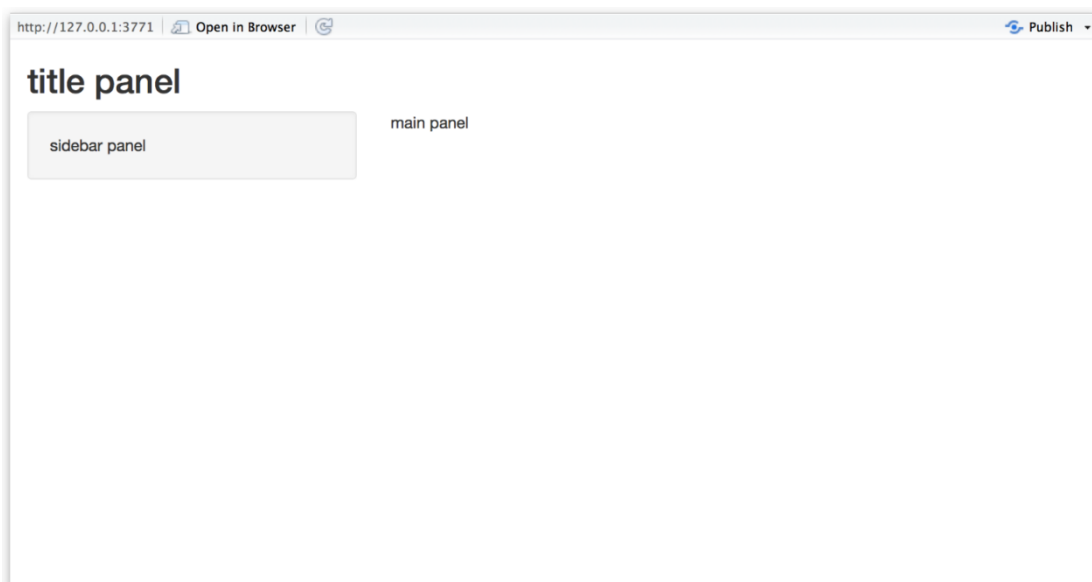 http://127.0.0.1:3771 Open in Browser Publish
title panel
sidebar panel
main panel